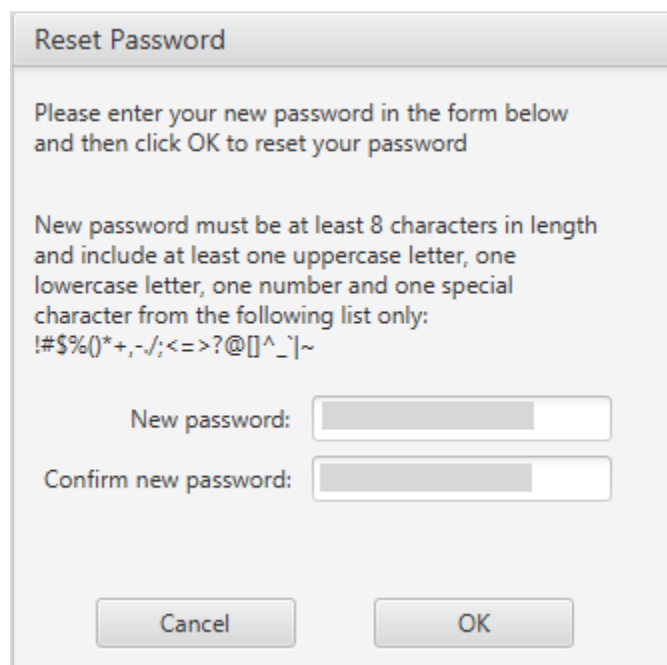 Reset Password
Please enter your new password in the form below
and then click OK to reset your password
New password must be at least 8 characters in length
and include at least one uppercase letter, one
lowercase letter, one number and one special
character from the following list only:
!#$%()*+,-./;<=>?@[]^_`|~
New password:
Confirm new password:
Cancel OK